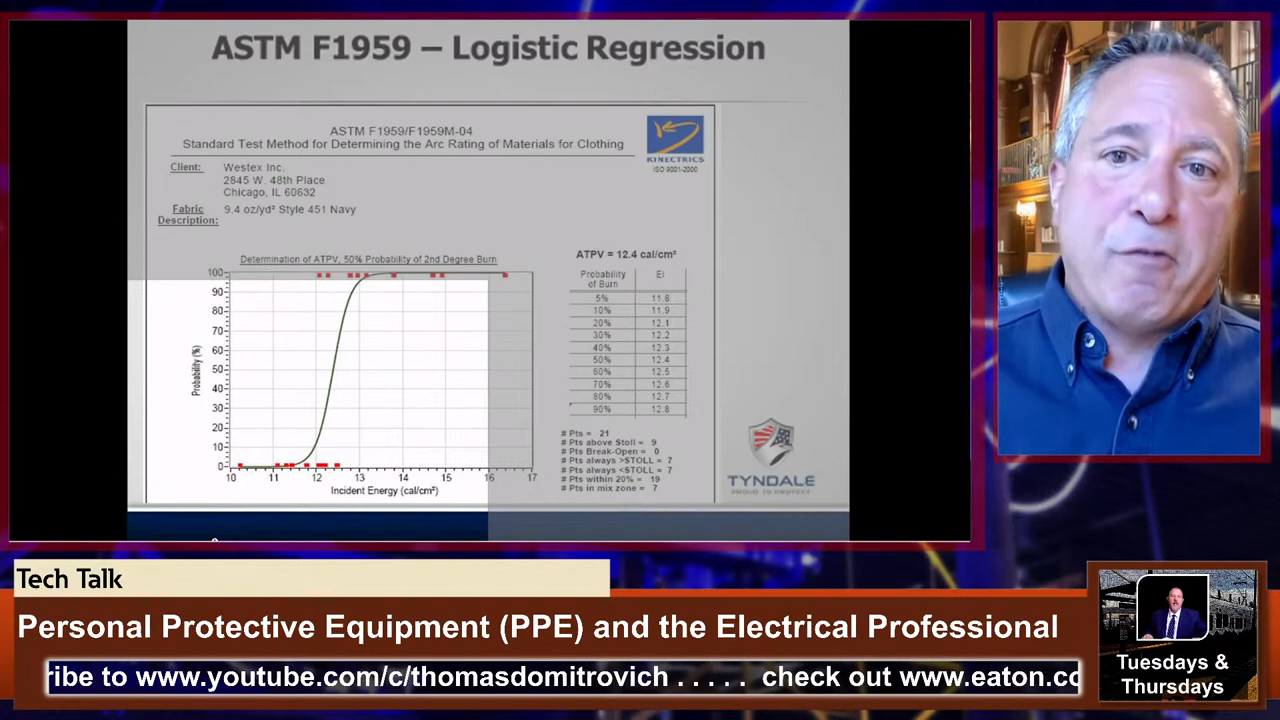 ASTM F1959 – Logistic Regression
ASTM F1959/F1959M-04
Standard Test Method for Determining the Arc Rating of Materials for Clothing
KINECTRICS
ISO 9001-2000
Client: Westex Inc.
2845 W. 48th Place
Chicago, IL 60632
Fabric Description: 9.4 oz/yd² Style 451 Navy
Determination of ATPV, 50% Probability of 2nd Degree Burn
Probability (%)
100
90
80
70
60
50
40
30
20
10
0
10 11 12 13 14 15 16 17
Incident Energy (cal/cm²)
ATPV = 12.4 cal/cm²
Probability of Burn Ei
5% 11.8
10% 11.9
20% 12.1
30% 12.2
40% 12.3
50% 12.4
60% 12.5
70% 12.6
80% 12.7
90% 12.8
# Pts = 21
# Pts above Stoll = 9
# Pts Break-Open = 0
# Pts always >STOLL = 7
# Pts always <STOLL = 7
# Pts within 20% = 19
# Pts in mix zone = 7
TYNDALE
PROUD TO PROTECT
Tech Talk
Personal Protective Equipment (PPE) and the Electrical Professional
ribe to www.youtube.com/c/thomasdomitrovich . . . . . check out www.eaton.co
Tuesdays &
Thursdays